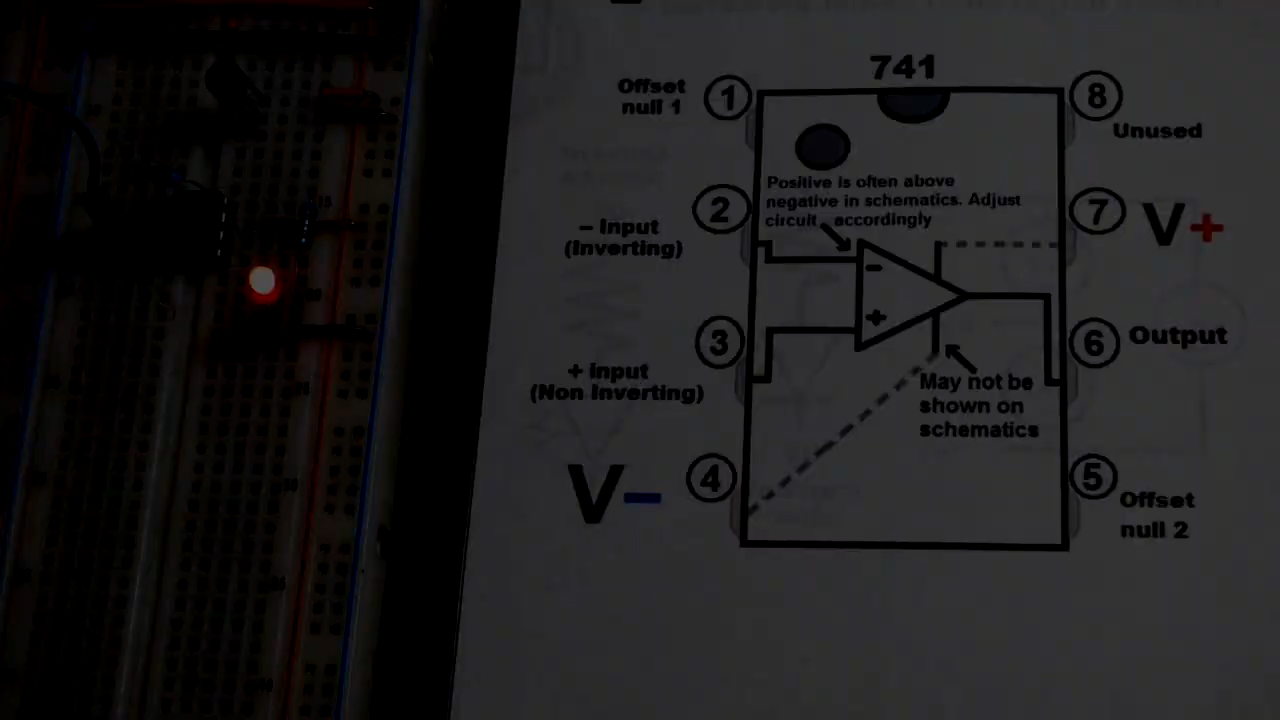 741
Offset
null 1
1
8
Unused
Positive is often above
negative in schematics. Adjust
circuit accordingly
2
7
V+
- Input
(Inverting)
-
+
3
6
Output
+ Input
(Non Inverting)
May not be
shown on
schematics
V-
4
5
Offset
null 2